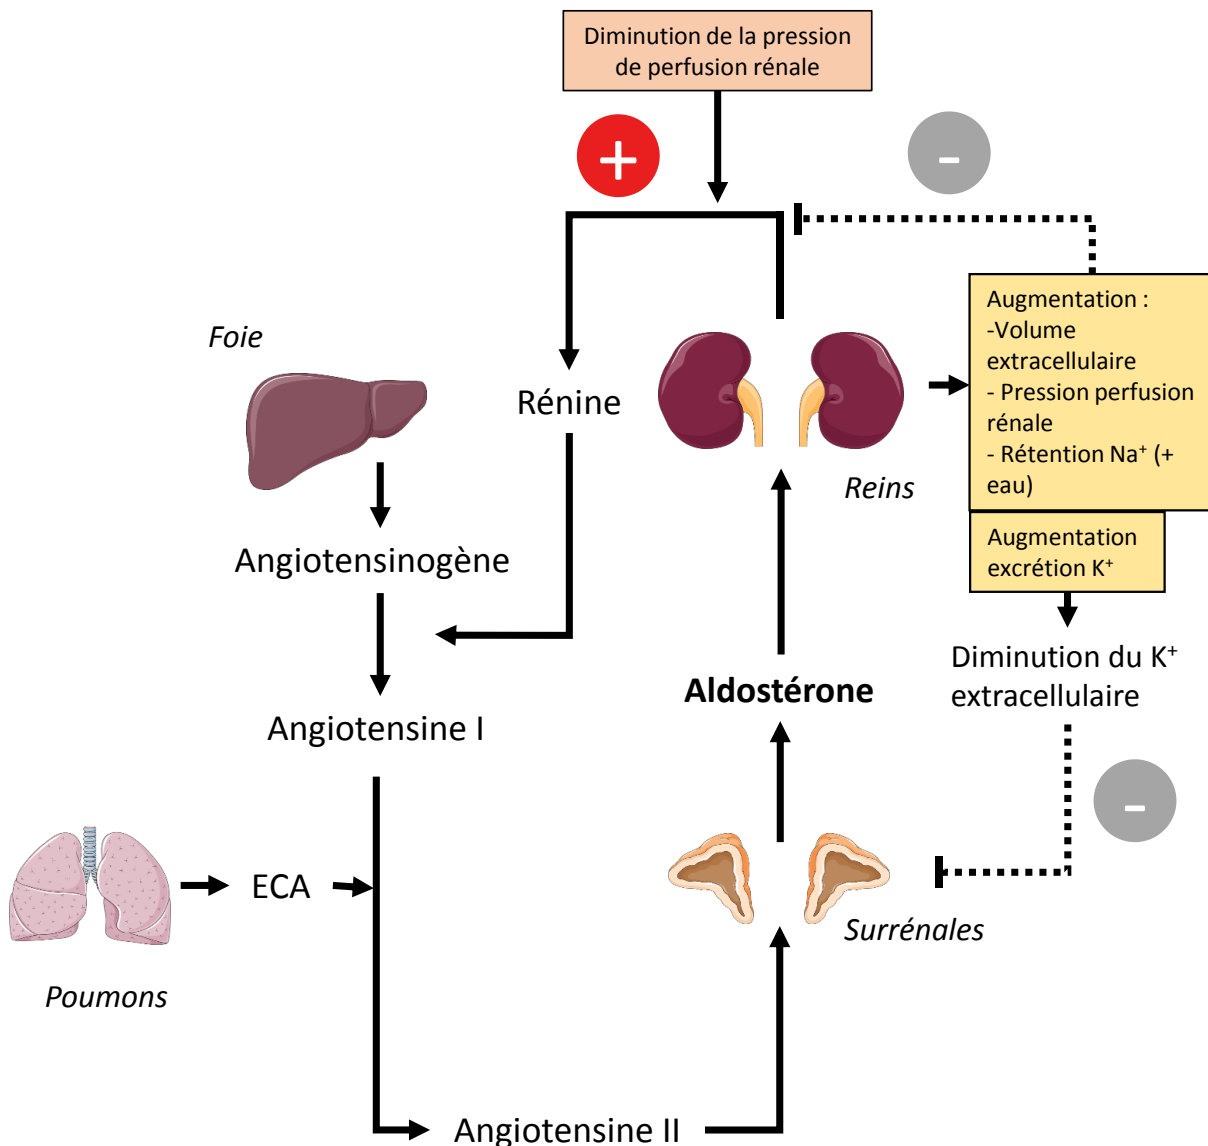 Diminution de la pression
de perfusion rénale
+
-
Augmentation :
-Volume
extracellulaire
- Pression perfusion
rénale
- Rétention Na⁺ (+
eau)
Foie
Rénine
Reins
Augmentation
excrétion K⁺
Angiotensinogène
Diminution du K⁺
extracellulaire
Aldostérone
Angiotensine I
-
ECA
Surrénales
Poumons
Angiotensine II